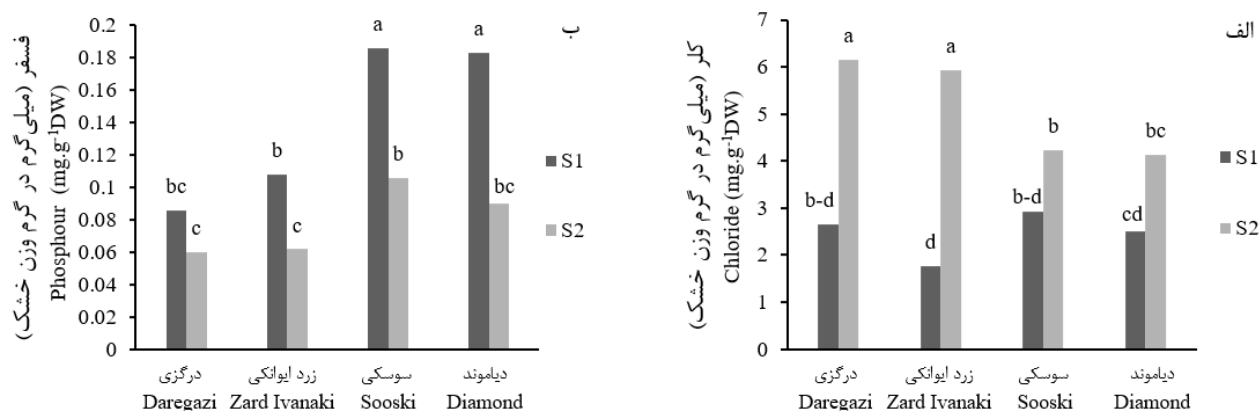 ب
فسفر (میلی‌گرم در گرم وزن خشک)
Phosphour (mg.g⁻¹DW)
0.2
0.18
0.16
0.14
0.12
0.1
0.08
0.06
0.04
0.02
0
bc
c
b
c
a
b
a
bc
S1
S2
درگزی
زرد ایوانکی
سوسکی
دیاموند
Daregazi
Zard Ivanaki
Sooski
Diamond
الف
کلر (میلی‌گرم در گرم وزن خشک)
Chloride (mg.g⁻¹DW)
7
6
5
4
3
2
1
0
b-d
a
d
a
b-d
b
cd
bc
S1
S2
درگزی
زرد ایوانکی
سوسکی
دیاموند
Daregazi
Zard Ivanaki
Sooski
Diamond